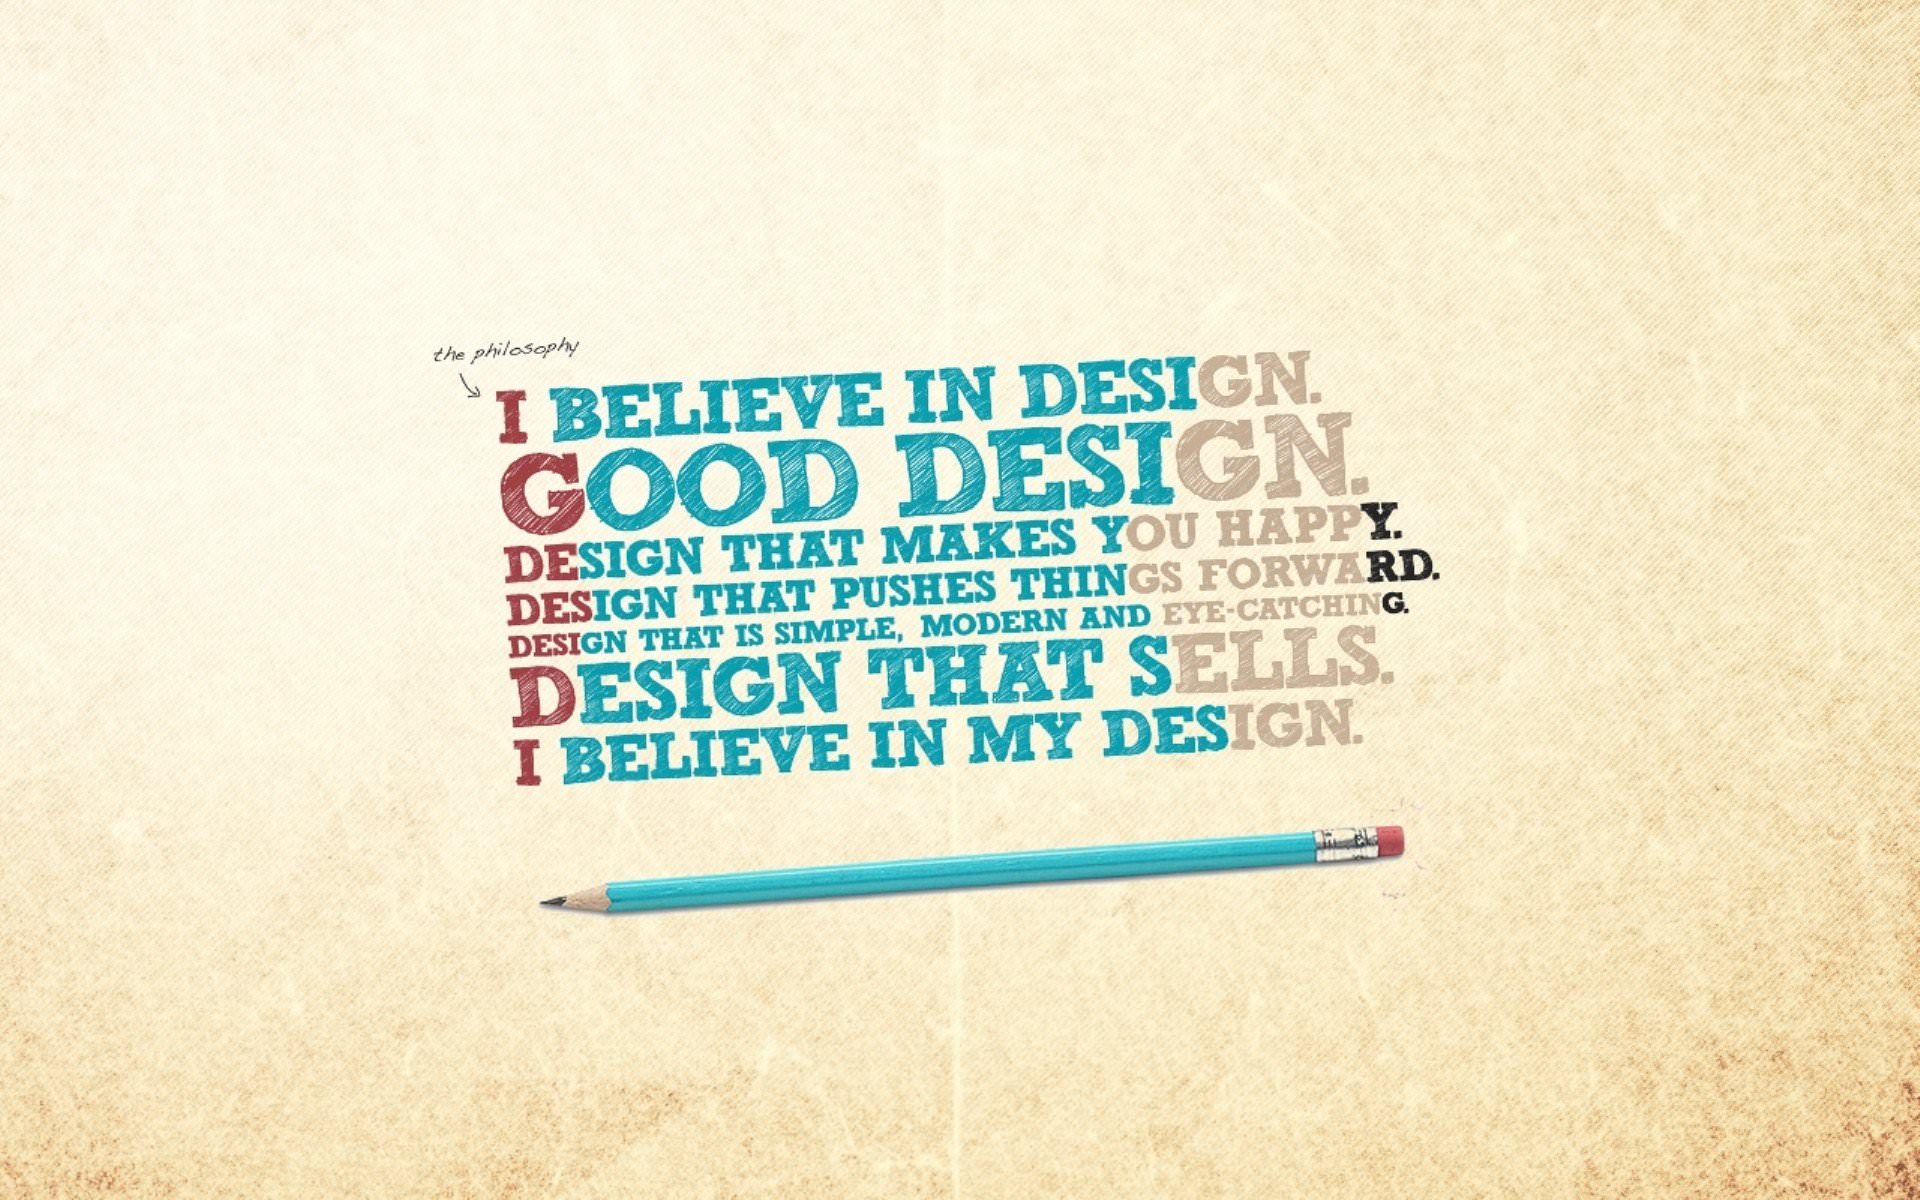 the philosophy
I BELIEVE IN DESIGN.
GOOD DESIGN.
DESIGN THAT MAKES YOU HAPPY.
DESIGN THAT PUSHES THINGS FORWARD.
DESIGN THAT IS SIMPLE, MODERN AND EYE-CATCHING.
DESIGN THAT SELLS.
I BELIEVE IN MY DESIGN.